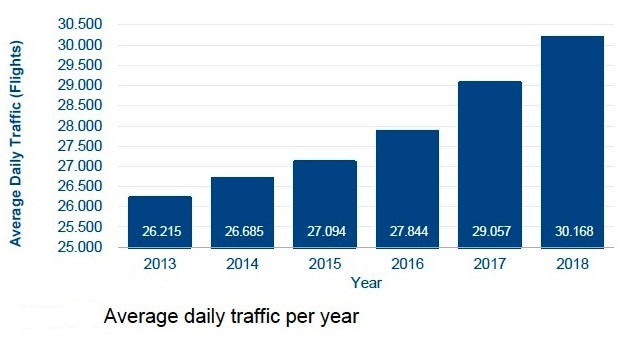 30.500
30.000
29.500
29.000
28.500
28.000
27.500
27.000
26.500
26.000
25.500
25.000
Average Daily Traffic (Flights)
26.215 26.685 27.094 27.844 29.057 30.168
2013 2014 2015 2016 2017 2018
Year
Average daily traffic per year